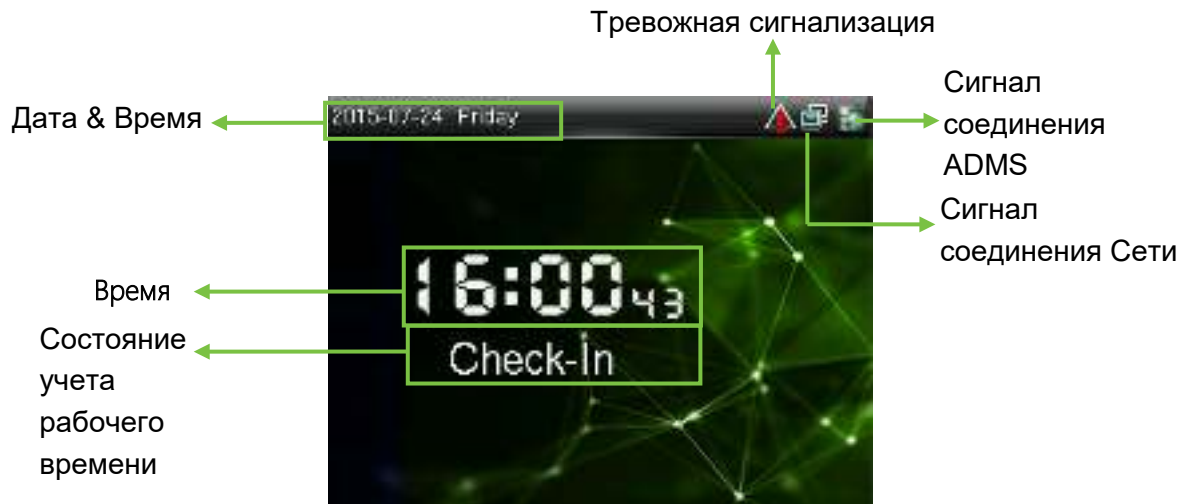 Тревожная сигнализация
Дата & Время
2015-07-24 Friday
Сигнал
соединения
ADMS
Сигнал
соединения Сети
Время
16:00 43
Состояние
учета
рабочего
времени
Check-In